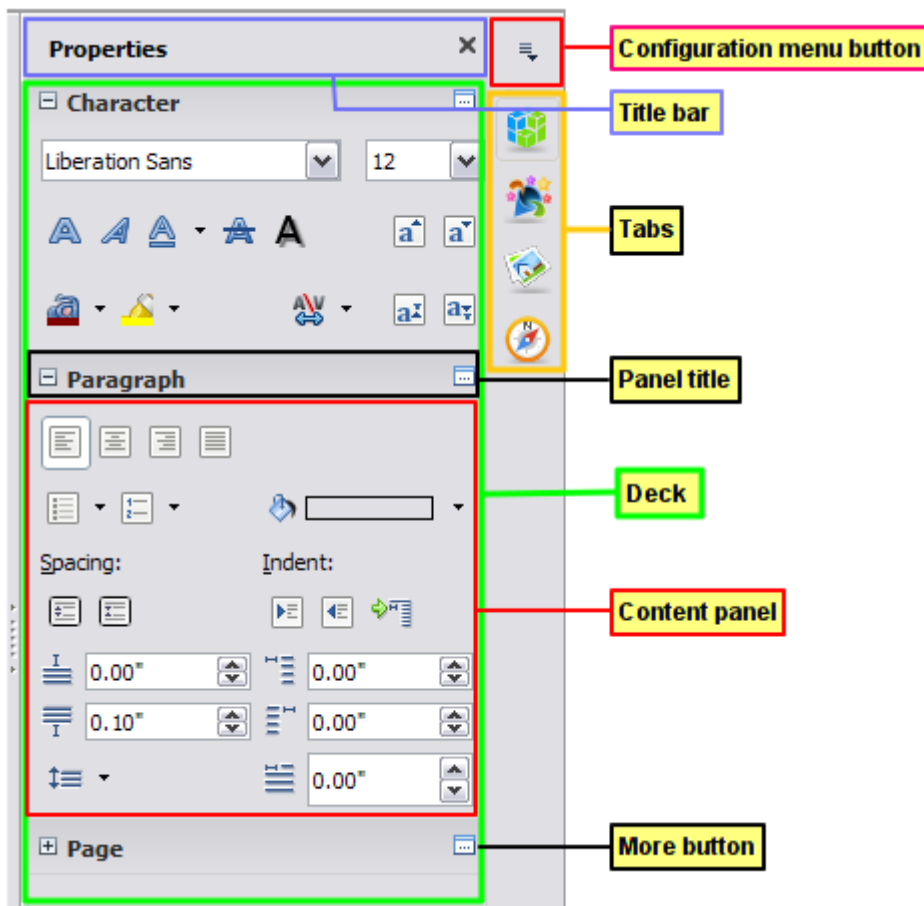 Properties
Configuration menu button
Character
Title bar
Liberation Sans 12
Tabs
Paragraph
Panel title
Deck
Spacing: Indent:
Content panel
0.00" 0.00"
0.10" 0.00"
0.00"
Page
More button